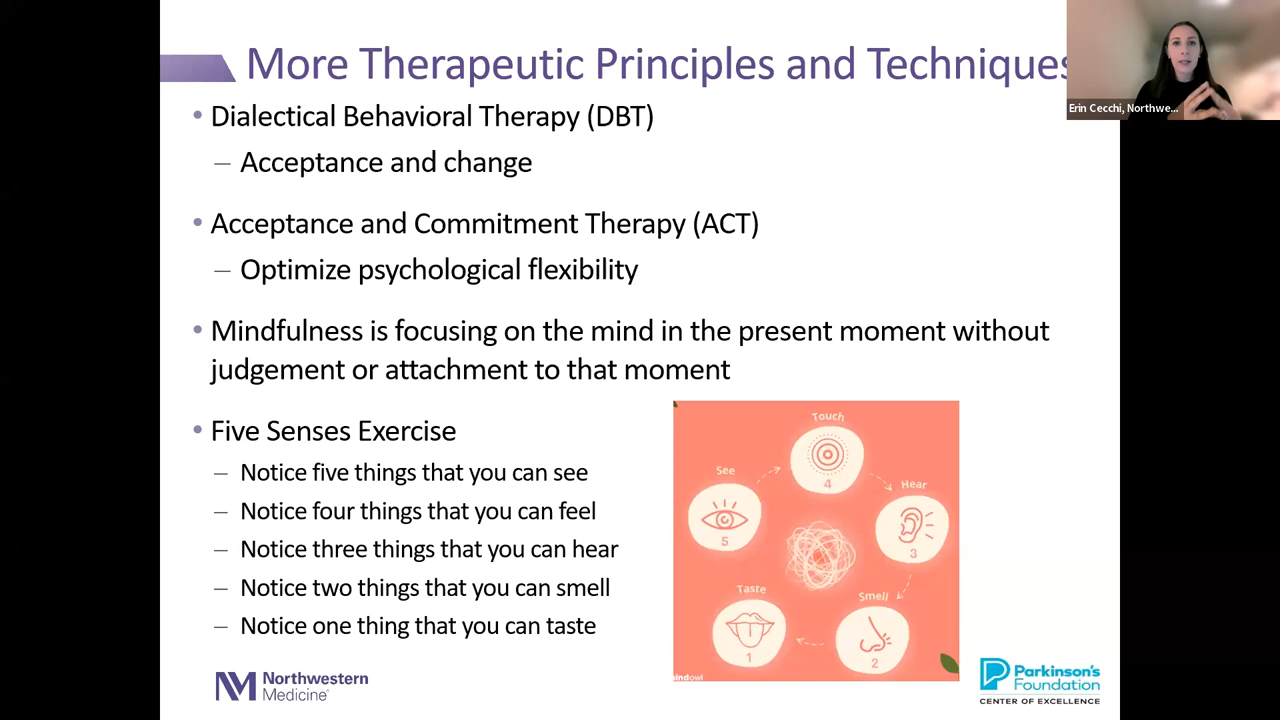 More Therapeutic Principles and Techniques
Erin Cecchi, Northwe...
• Dialectical Behavioral Therapy (DBT)
– Acceptance and change
• Acceptance and Commitment Therapy (ACT)
– Optimize psychological flexibility
• Mindfulness is focusing on the mind in the present moment without
judgement or attachment to that moment
• Five Senses Exercise
– Notice five things that you can see
– Notice four things that you can feel
– Notice three things that you can hear
– Notice two things that you can smell
– Notice one thing that you can taste
Touch
4
See
5
Hear
3
Taste
1
Smell
2
Northwestern
Medicine®
Parkinson's
Foundation
CENTER OF EXCELLENCE